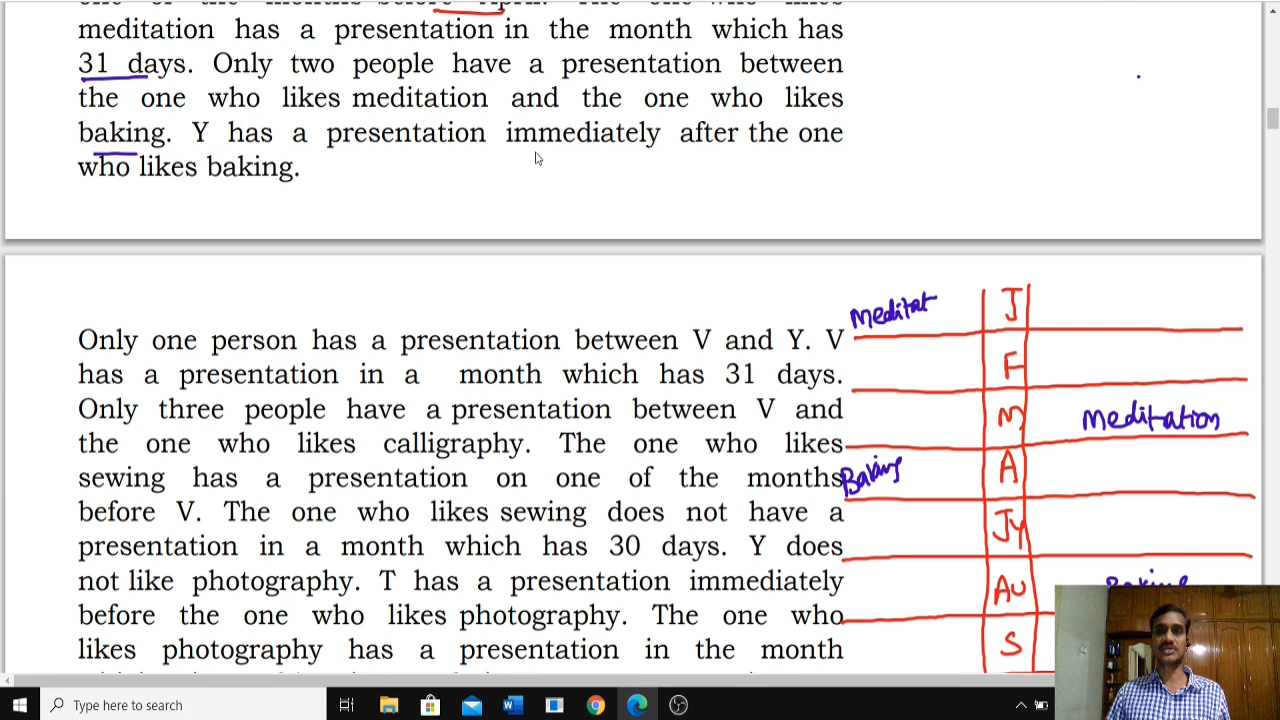 meditation has a presentation in the month which has
31 days. Only two people have a presentation between
the one who likes meditation and the one who likes
baking. Y has a presentation immediately after the one
who likes baking.
Only one person has a presentation between V and Y. V
has a presentation in a month which has 31 days.
Only three people have a presentation between V and
the one who likes calligraphy. The one who likes
sewing has a presentation on one of the months
before V. The one who likes sewing does not have a
presentation in a month which has 30 days. Y does
not like photography. T has a presentation immediately
before the one who likes photography. The one who
likes photography has a presentation in the month
Meditat J
F
M Meditation
Baking A
Jy
Au Baking
S
Type here to search